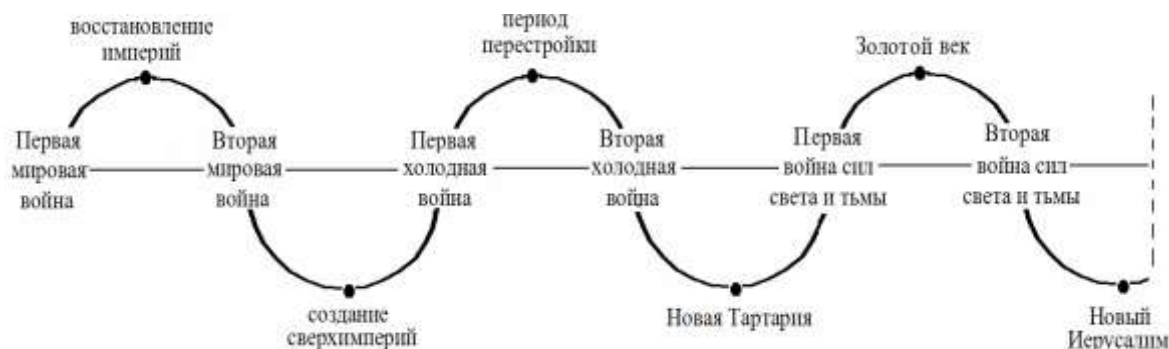 восстановление
империй
период
перестройки
Золотой век
Первая
мировая
война
Вторая
мировая
война
Первая
холодная
война
Вторая
холодная
война
Первая
война сил
света и тьмы
Вторая
война сил
света и тьмы
создание
сверхимперий
Новая Тартария
Новый
Иерусалим